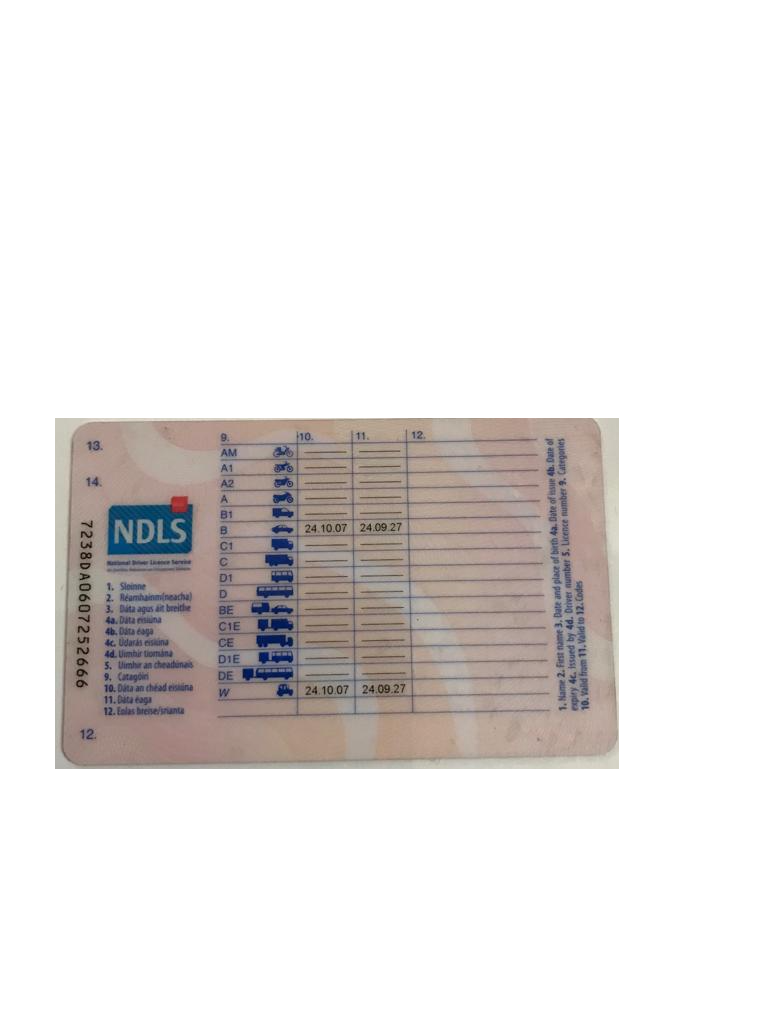 13.
14.
7238DA0607252666
NDLS
National Driver Licence Service
1. Sloinne
2. Réamhainm(neacha)
3. Dáta agus áit breithe
4a. Dáta eisiúna
4b. Dáta éaga
4c. Údarás eisiúna
4d. Uimhir tiomána
5. Uimhir an cheadúnais
9. Catagóirí
10. Dáta an chéad eisiúna
11. Dáta éaga
12. Eolas breise/srianta
12.
9. 10. 11. 12.
AM
A1
A2
A
B1
B 24.10.07 24.09.27
C1
C
D1
D
BE
C1E
CE
D1E
DE
W 24.10.07 24.09.27
1. Name 2. First name 3. Date and place of birth 4a. Date of issue 4b. Date of
expiry 4c. Issued by 4d. Driver number 5. Licence number 9. Categories
10. Valid from 11. Valid to 12. Codes